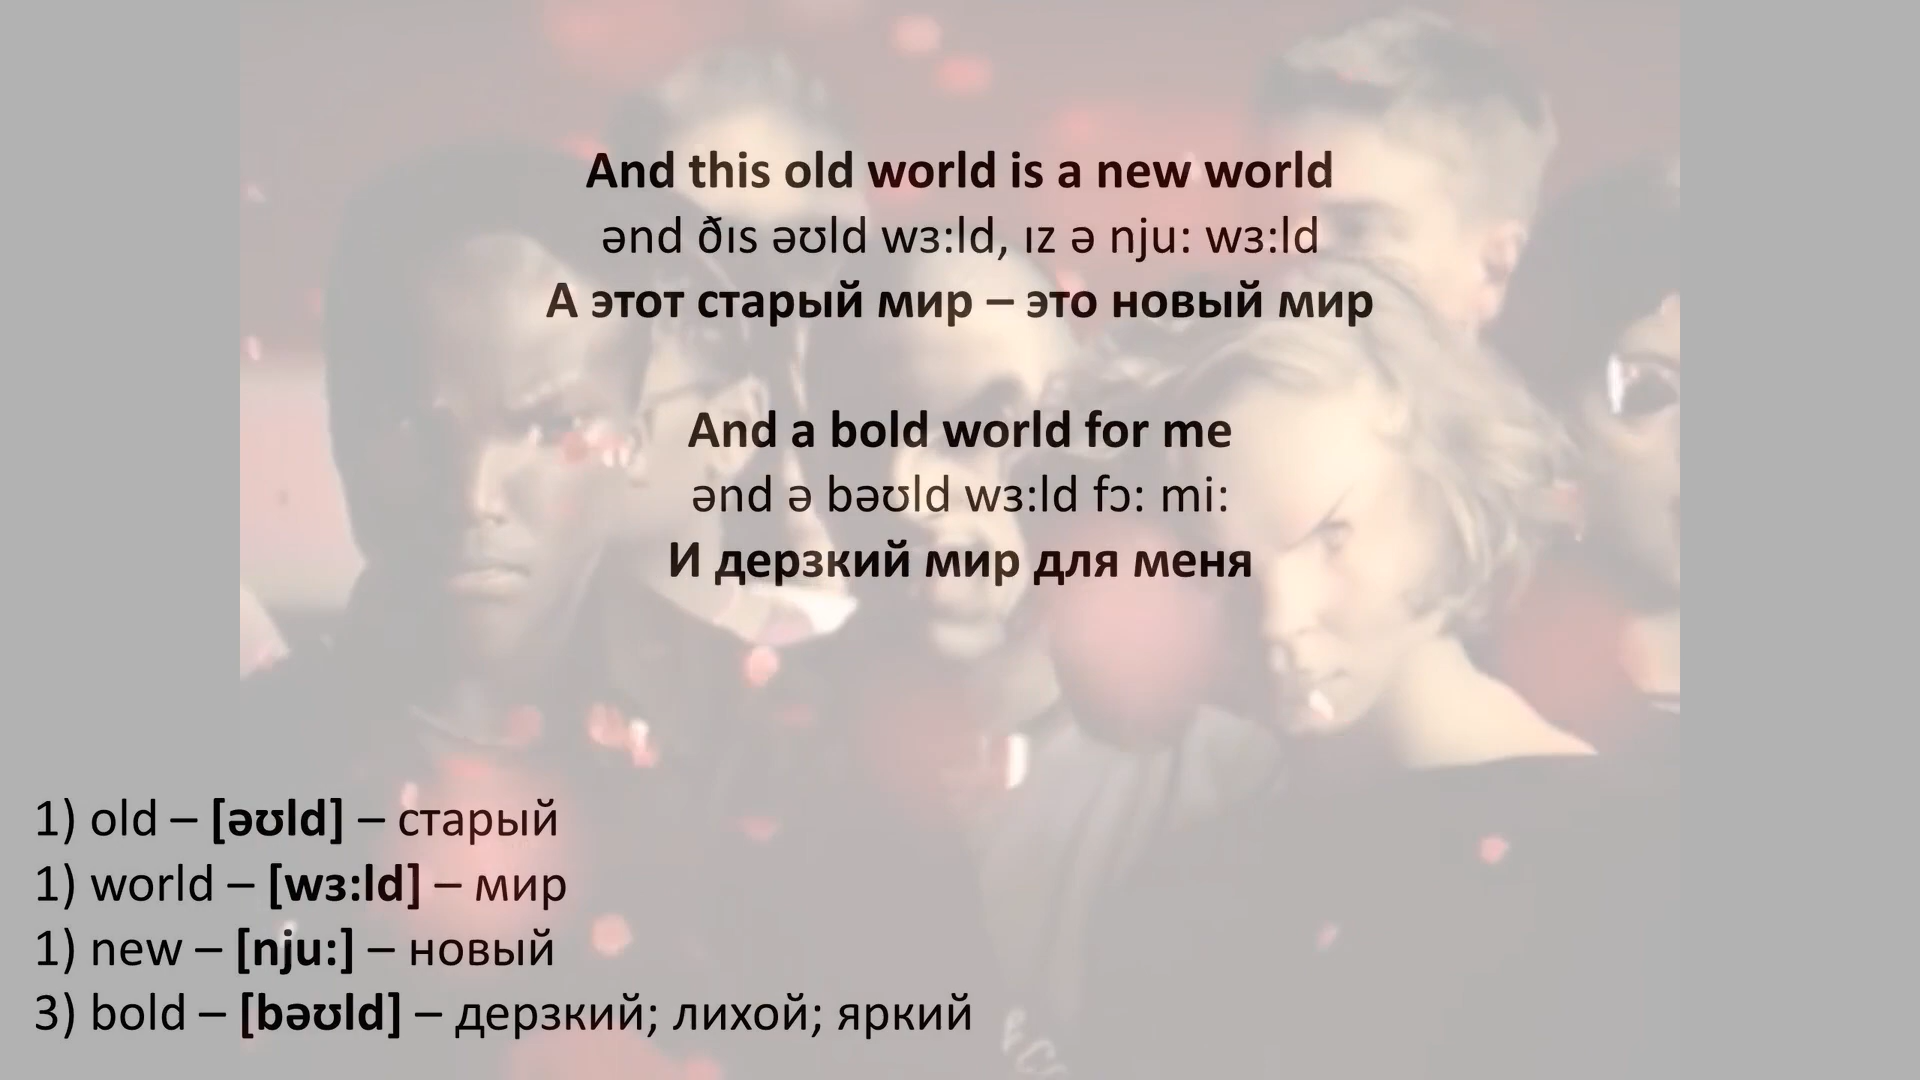 And this old world is a new world
ənd ðɪs əʊld wɜ:ld, ɪz ə nju: wɜ:ld
А этот старый мир – это новый мир
And a bold world for me
ənd ə bəʊld wɜ:ld fɔ: mi:
И дерзкий мир для меня
1) old – [əʊld] – старый
1) world – [wɜ:ld] – мир
1) new – [nju:] – новый
3) bold – [bəʊld] – дерзкий; лихой; яркий